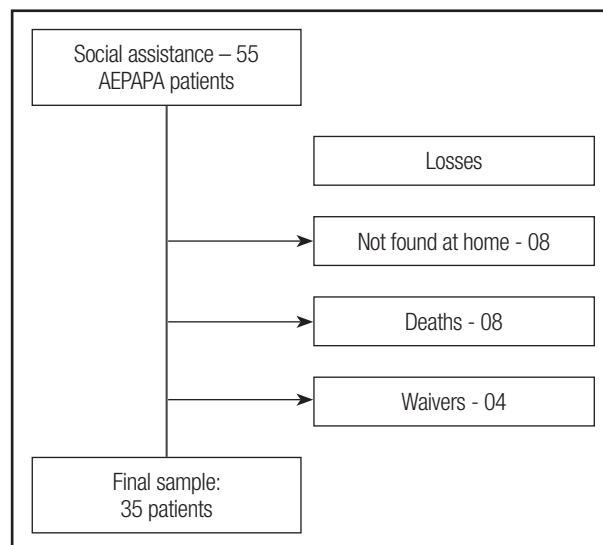 Social assistance – 55
AEPAPA patients
Losses
Not found at home - 08
Deaths - 08
Waivers - 04
Final sample:
35 patients